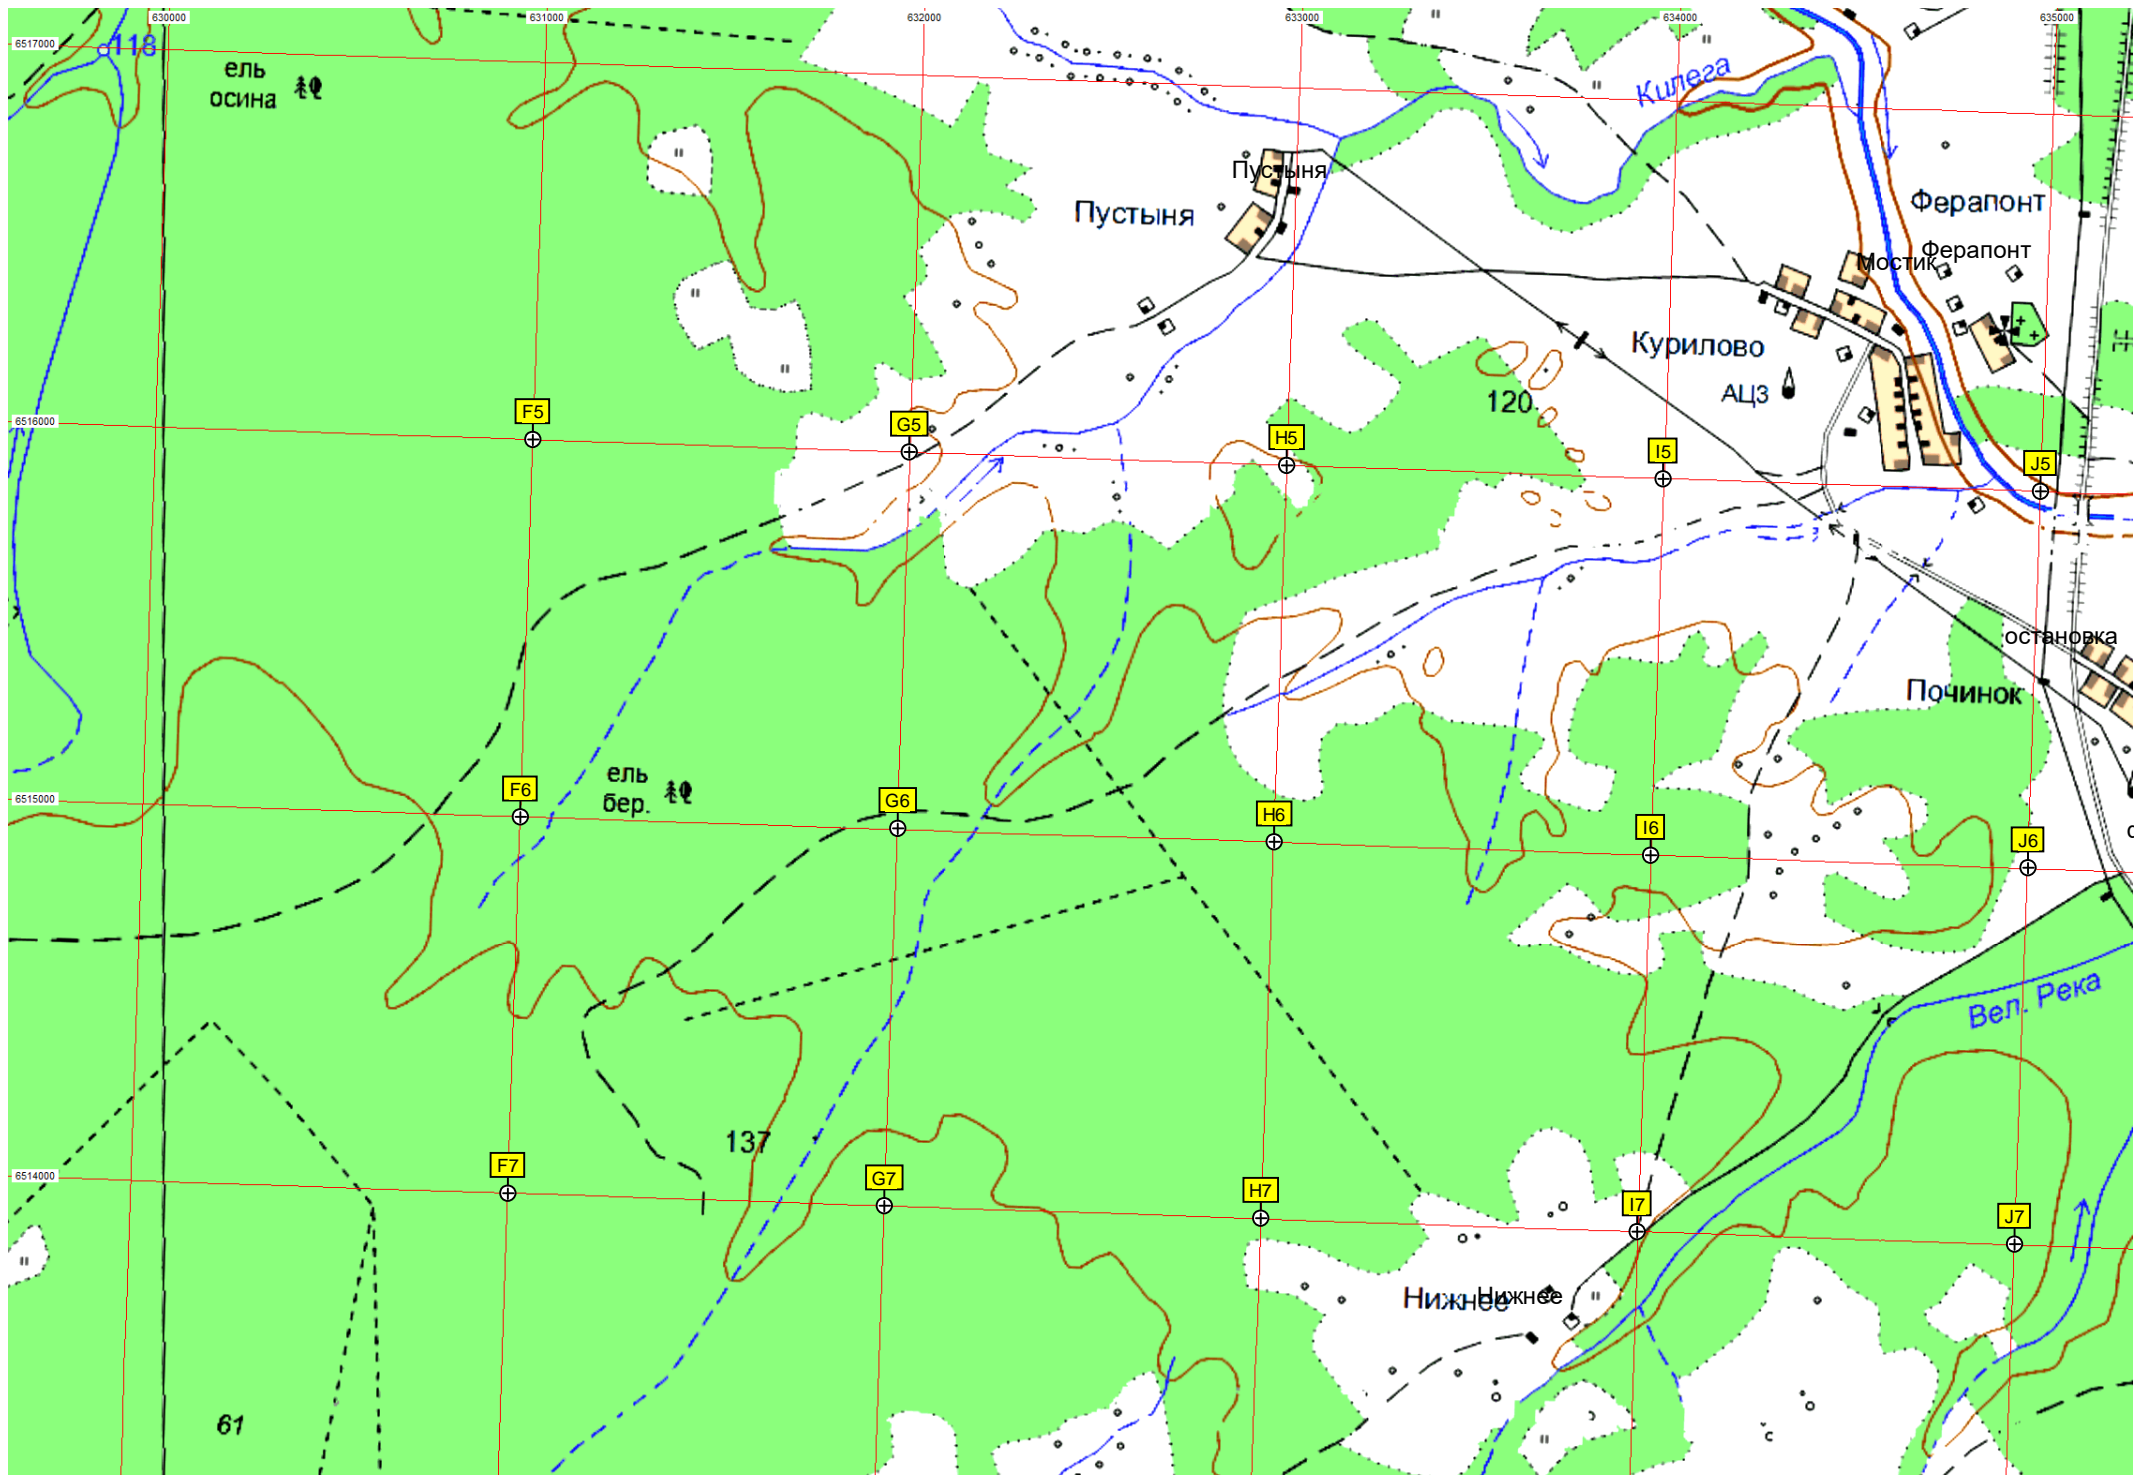 630000
631000
632000
633000
634000
635000
6517000
118
ель
осина
Килега
Пустыня
Пустыня
Ферапонт
Ферапонт
Мостик
Курилово
АЦЗ
120
6516000
F5
G5
H5
I5
J5
остановка
Починок
ель
бер.
6515000
F6
G6
H6
I6
J6
Вел. Река
137
6514000
F7
G7
H7
I7
J7
Нижнее
Нижнее
61